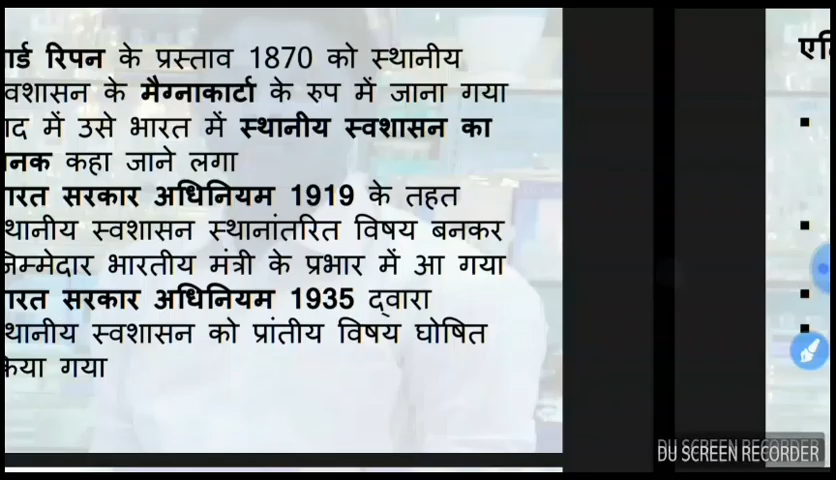 र्ड रिपन के प्रस्ताव 1870 को स्थानीय
वशासन के मैग्नाकार्टा के रुप में जाना गया
ाद में उसे भारत में स्थानीय स्वशासन का
नक कहा जाने लगा
ारत सरकार अधिनियम 1919 के तहत
थानीय स्वशासन स्थानांतरित विषय बनकर
जिम्मेदार भारतीय मंत्री के प्रभार में आ गया
ारत सरकार अधिनियम 1935 द्वारा
थानीय स्वशासन को प्रांतीय विषय घोषित
किया गया
DU SCREEN RECORDER